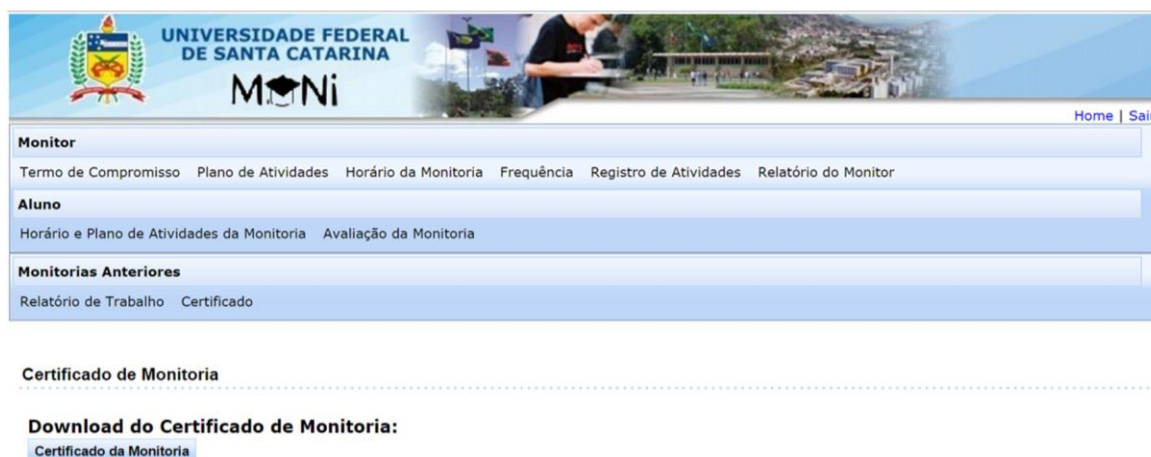 UNIVERSIDADE FEDERAL
DE SANTA CATARINA
MONi
Home | Sair
Monitor
Termo de Compromisso Plano de Atividades Horário da Monitoria Frequência Registro de Atividades Relatório do Monitor
Aluno
Horário e Plano de Atividades da Monitoria Avaliação da Monitoria
Monitorias Anteriores
Relatório de Trabalho Certificado
Certificado de Monitoria
Download do Certificado de Monitoria:
Certificado da Monitoria